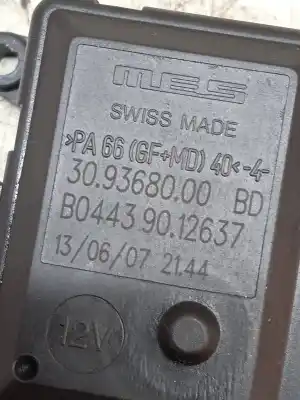 MES
SWISS MADE
>PA 66 (GF+MD) 40< -4-
30.93680.00 BD
B0443 90.12637
13/06/07 21.44
12V